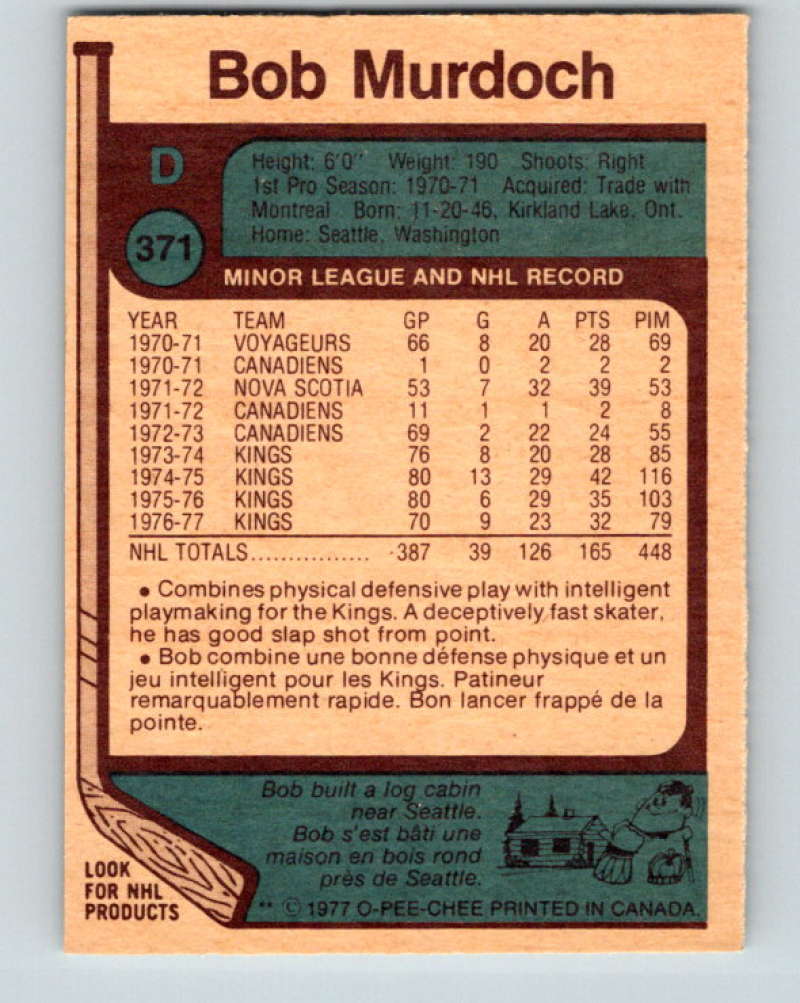 Bob Murdoch
D
371
Height: 6'0" Weight: 190 Shoots: Right
1st Pro Season: 1970-71 Acquired: Trade with
Montreal Born: 11-20-46, Kirkland Lake, Ont.
Home: Seattle, Washington
MINOR LEAGUE AND NHL RECORD
YEAR TEAM GP G A PTS PIM
1970-71 VOYAGEURS 66 8 20 28 69
1970-71 CANADIENS 1 0 2 2 2
1971-72 NOVA SCOTIA 53 7 32 39 53
1971-72 CANADIENS 11 1 1 2 8
1972-73 CANADIENS 69 2 22 24 55
1973-74 KINGS 76 8 20 28 85
1974-75 KINGS 80 13 29 42 116
1975-76 KINGS 80 6 29 35 103
1976-77 KINGS 70 9 23 32 79
NHL TOTALS................ 387 39 126 165 448
• Combines physical defensive play with intelligent
playmaking for the Kings. A deceptively fast skater,
he has good slap shot from point.
• Bob combine une bonne défense physique et un
jeu intelligent pour les Kings. Patineur
remarquablement rapide. Bon lancer frappé de la
pointe.
Bob built a log cabin
near Seattle.
Bob s'est bâti une
maison en bois rond
près de Seattle.
LOOK
FOR NHL
PRODUCTS
** © 1977 O-PEE-CHEE PRINTED IN CANADA.